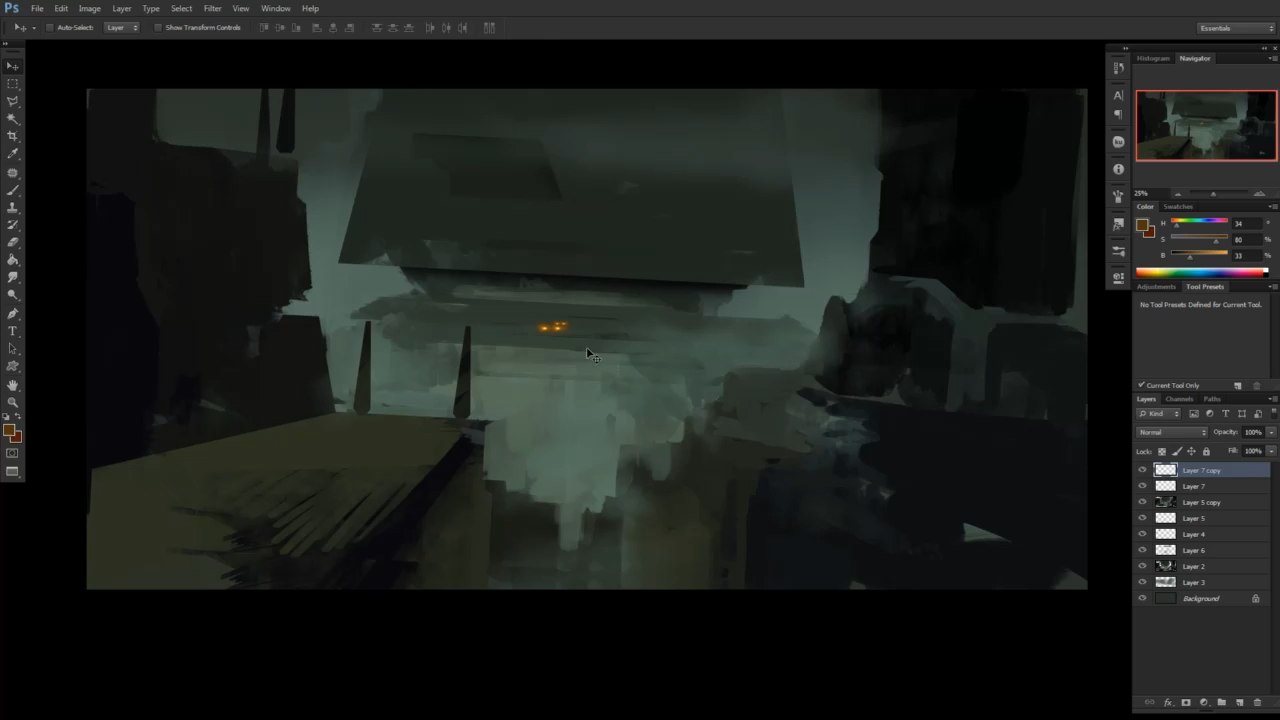 Ps File Edit Image Layer Type Select Filter View Window Help
Auto-Select: Layer Show Transform Controls Essentials
Histogram Navigator
25%
Color Swatches
H 34 °
S 80 %
B 33 %
Adjustments Tool Presets
No Tool Presets Defined for Current Tool.
Current Tool Only
Layers Channels Paths
Kind
Normal Opacity: 100%
Lock: Fill: 100%
Layer 7 copy
Layer 7
Layer 5 copy
Layer 5
Layer 4
Layer 6
Layer 2
Layer 3
Background
fx